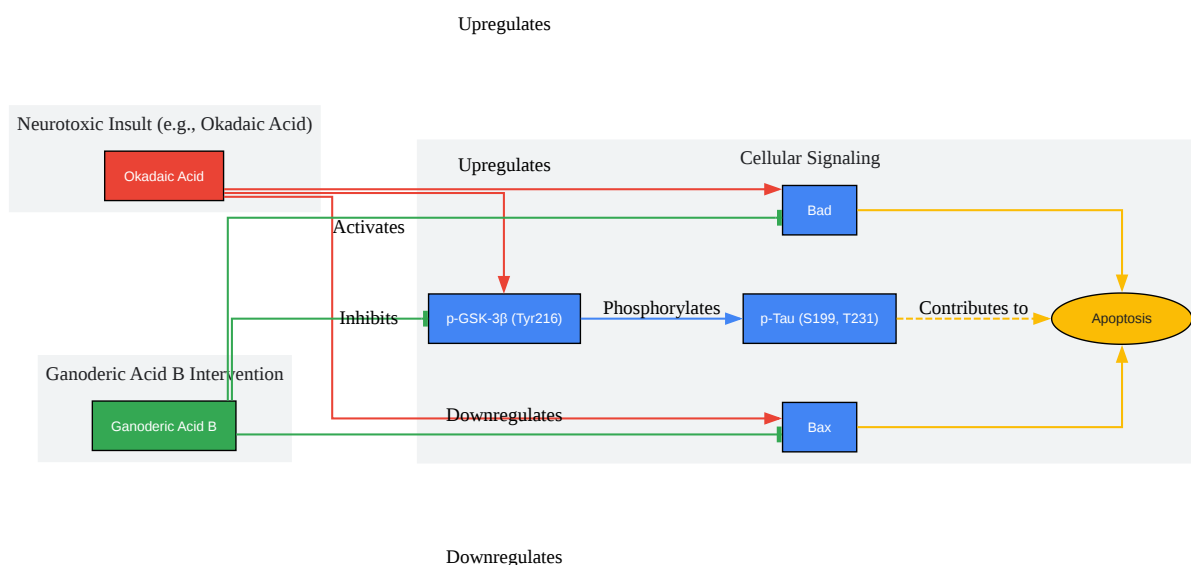 Upregulates
Neurotoxic Insult (e.g., Okadaic Acid)
Okadaic Acid
Upregulates
Cellular Signaling
Bad
Activates
Inhibits
p-GSK-3β (Tyr216)
Phosphorylates
p-Tau (S199, T231)
Contributes to
Apoptosis
Ganoderic Acid B Intervention
Ganoderic Acid B
Downregulates
Bax
Downregulates